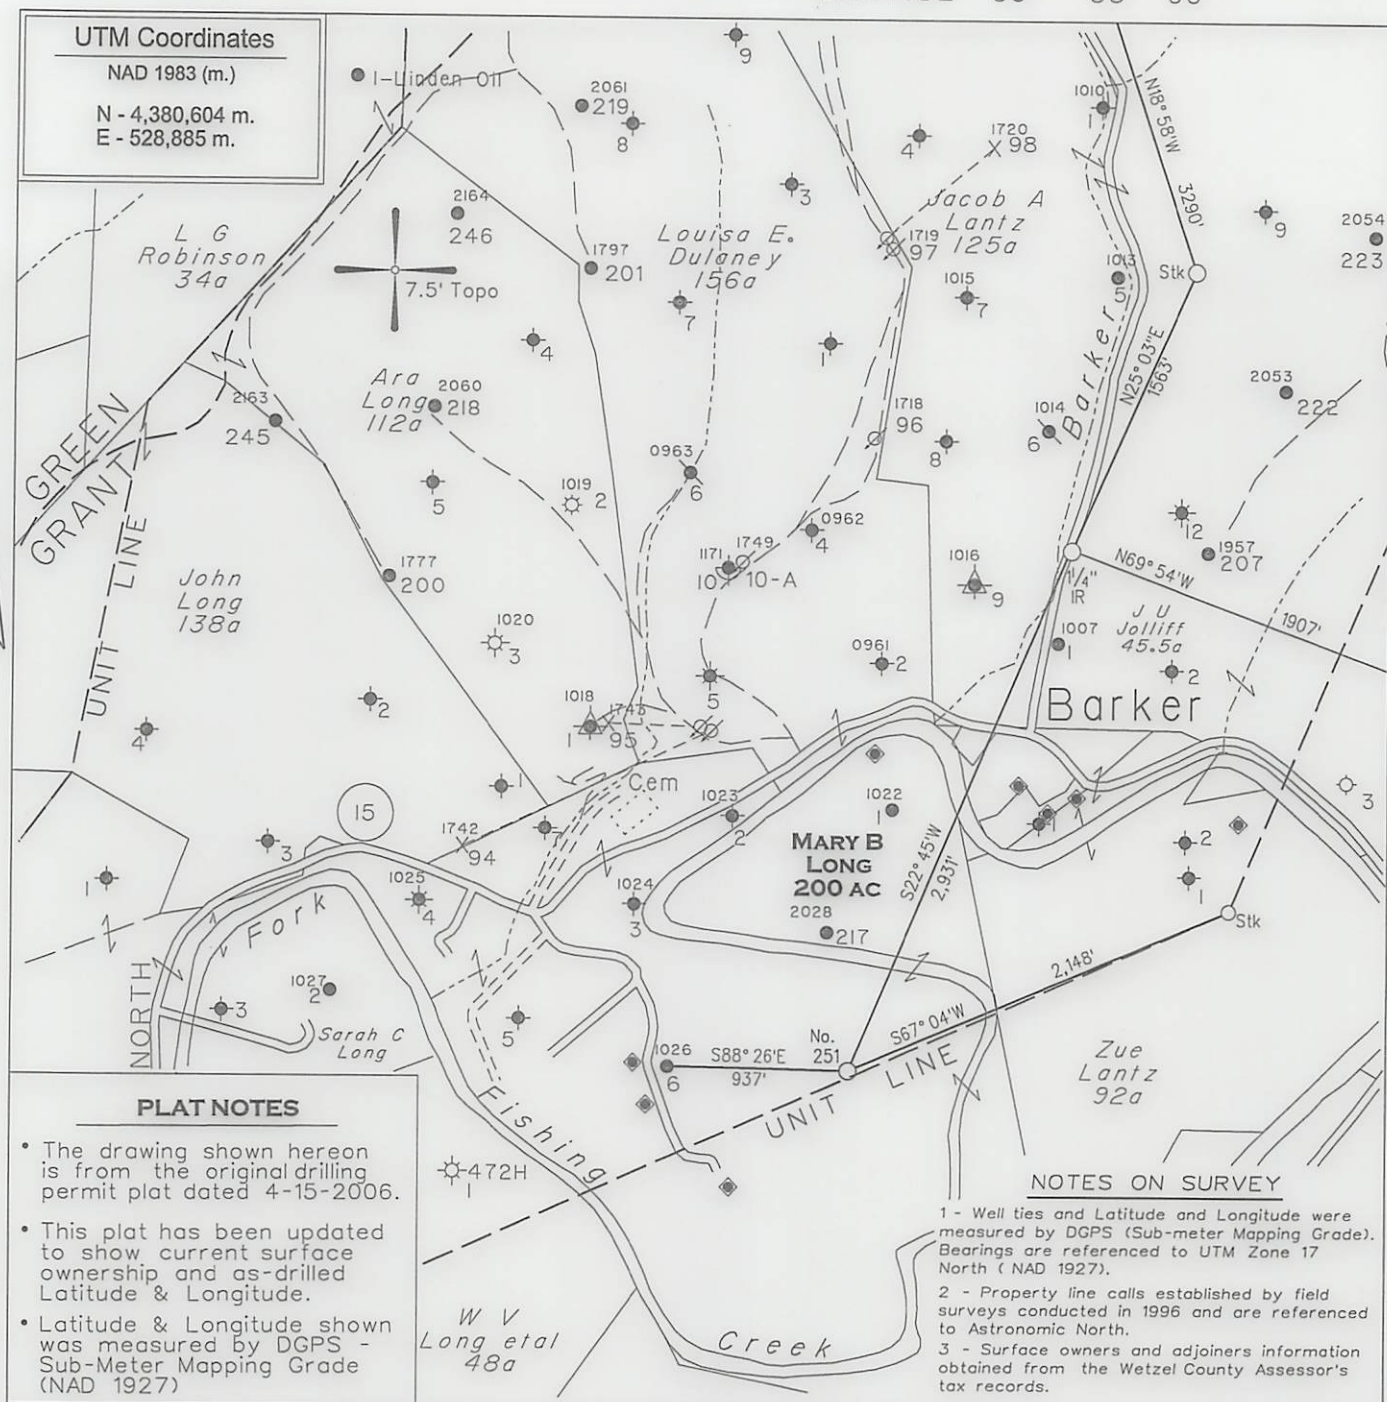 UTM Coordinates
NAD 1983 (m.)
N - 4,380,604 m.
E - 528,885 m.
1-Linden Oil
2061
219
8
9
1010
1
N18°58'W
3290'
4
1720
98
3
Jacob A
Lantz
125a
9
2054
223
L G
Robinson
34a
2164
246
1797
201
Louisa E.
Dulaney
156a
1719
97
1015
7
1013
5
Stk
7.5' Topo
7
4
1
Barker
N25°03"E
1563'
Ara
Long
112a
2060
218
2163
245
1718
96
8
1014
6
2053
222
GREEN
GRANT
0963
6
5
1019
2
0962
4
12
1957
207
UNIT LINE
John
Long
138a
1777
200
1171
10
1749
10-A
1016
9
1 1/4"
IR
N69°54'W
1907'
J U
Jolliff
45.5a
1020
3
0961
2
1007
1
2
5
Barker
2
4
1018
1
1743
95
1
Cem
1023
2
1022
1
3
15
1742
94
7
MARY B
LONG
200 AC
S22°45'W
2,931'
1
2
1
3
1
1025
4
1024
3
2028
217
Stk
2,148'
Fork
NORTH
1027
2
3
Sarah C
Long
5
1026
6
S88°26'E
937'
No.
251
S67°04'W
UNIT LINE
Zue
Lantz
92a
Fishing
PLAT NOTES
• The drawing shown hereon
is from the original drilling
permit plat dated 4-15-2006.
• This plat has been updated
to show current surface
ownership and as-drilled
Latitude & Longitude.
• Latitude & Longitude shown
was measured by DGPS -
Sub-Meter Mapping Grade
(NAD 1927)
472H
1
W V
Long etal
48a
Creek
NOTES ON SURVEY
1 - Well ties and Latitude and Longitude were
measured by DGPS (Sub-meter Mapping Grade).
Bearings are referenced to UTM Zone 17
North ( NAD 1927).
2 - Property line calls established by field
surveys conducted in 1996 and are referenced
to Astronomic North.
3 - Surface owners and adjoiners information
obtained from the Wetzel County Assessor's
tax records.